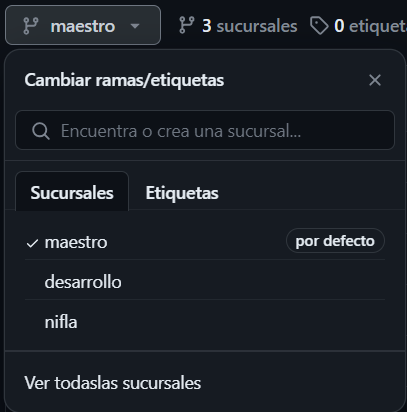 maestro 3 sucursales 0 etiquet
Cambiar ramas/etiquetas
Encuentra o crea una sucursal...
Sucursales Etiquetas
maestro por defecto
desarrollo
nifla
Ver todaslas sucursales